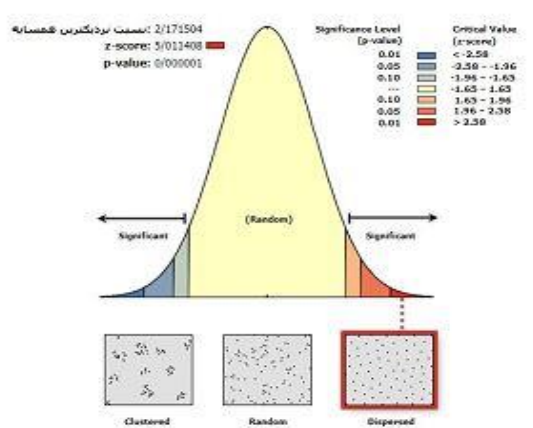 نسبت نزدیکترین همسایه: 2/171504
z-score: 5/013408
p-value: 0/000001
Significance Level
(p-value)
Critical Value
(z-score)
0.01 < -2.58
0.05 -2.58 - -1.96
0.10 -1.96 - -1.65
... -1.65 - 1.65
0.10 1.65 - 1.96
0.05 1.96 - 2.58
0.01 > 2.58
(Random)
Significant Significant
Clustered Random Dispersed